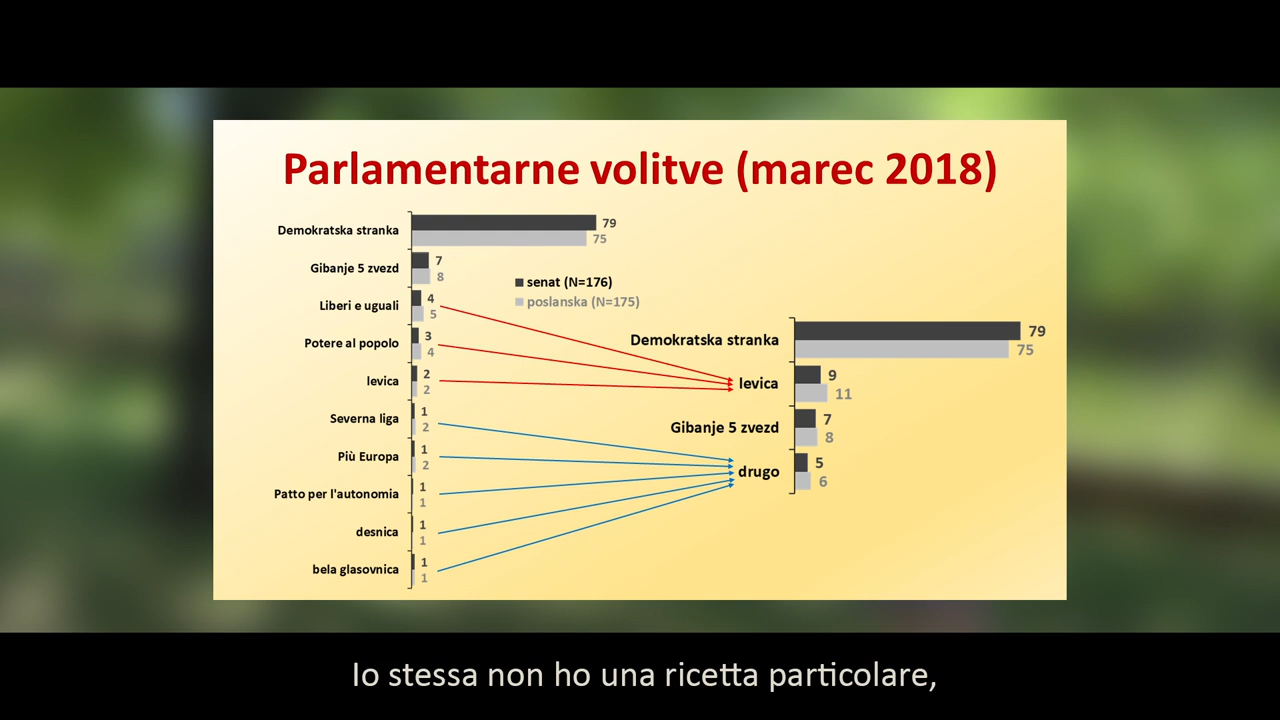 Parlamentarne volitve (marec 2018)
Demokratska stranka
79
75
Gibanje 5 zvezd
7
8
Liberi e uguali
4
5
Potere al popolo
3
4
levica
2
2
Severna liga
1
2
Più Europa
1
2
Patto per l'autonomia
1
1
desnica
1
1
bela glasovnica
1
1
senat (N=176)
poslanska (N=175)
Demokratska stranka
79
75
levica
9
11
Gibanje 5 zvezd
7
8
drugo
5
6
Io stessa non ho una ricetta particolare,